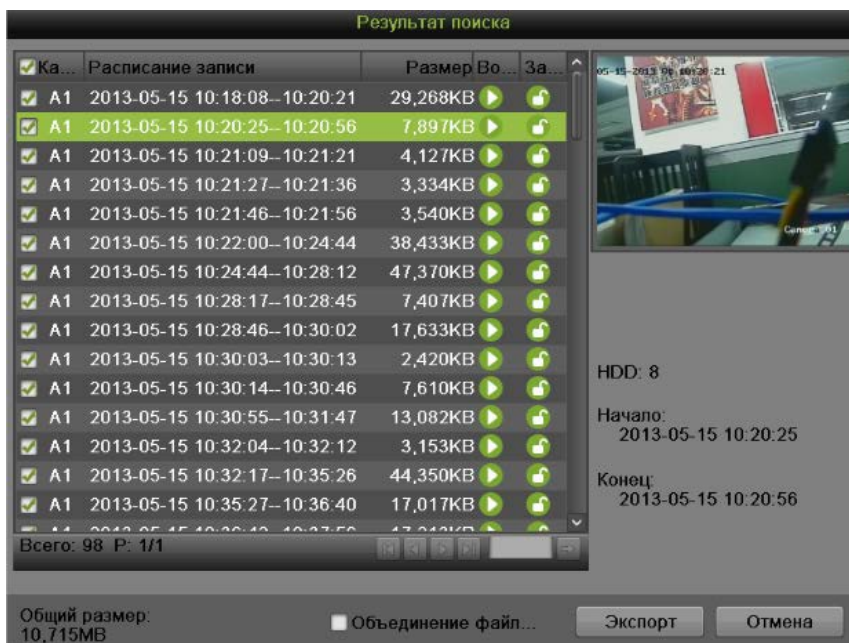 Результат поиска
Ка... Расписание записи Размер Во... За...
A1 2013-05-15 10:18:08--10:20:21 29,268KB
A1 2013-05-15 10:20:25--10:20:56 7,897KB
A1 2013-05-15 10:21:09--10:21:21 4,127KB
A1 2013-05-15 10:21:27--10:21:36 3,334KB
A1 2013-05-15 10:21:46--10:21:56 3,540KB
A1 2013-05-15 10:22:00--10:24:44 38,433KB
A1 2013-05-15 10:24:44--10:28:12 47,370KB
A1 2013-05-15 10:28:17--10:28:45 7,407KB
A1 2013-05-15 10:28:46--10:30:02 17,633KB
A1 2013-05-15 10:30:03--10:30:13 2,420KB
A1 2013-05-15 10:30:14--10:30:46 7,610KB
A1 2013-05-15 10:30:55--10:31:47 13,082KB
A1 2013-05-15 10:32:04--10:32:12 3,153KB
A1 2013-05-15 10:32:17--10:35:26 44,350KB
A1 2013-05-15 10:35:27--10:36:40 17,017KB
Всего: 98 P: 1/1
HDD: 8
Начало:
2013-05-15 10:20:25
Конец:
2013-05-15 10:20:56
Общий размер:
10,715MB
Объединение файл...
Экспорт
Отмена